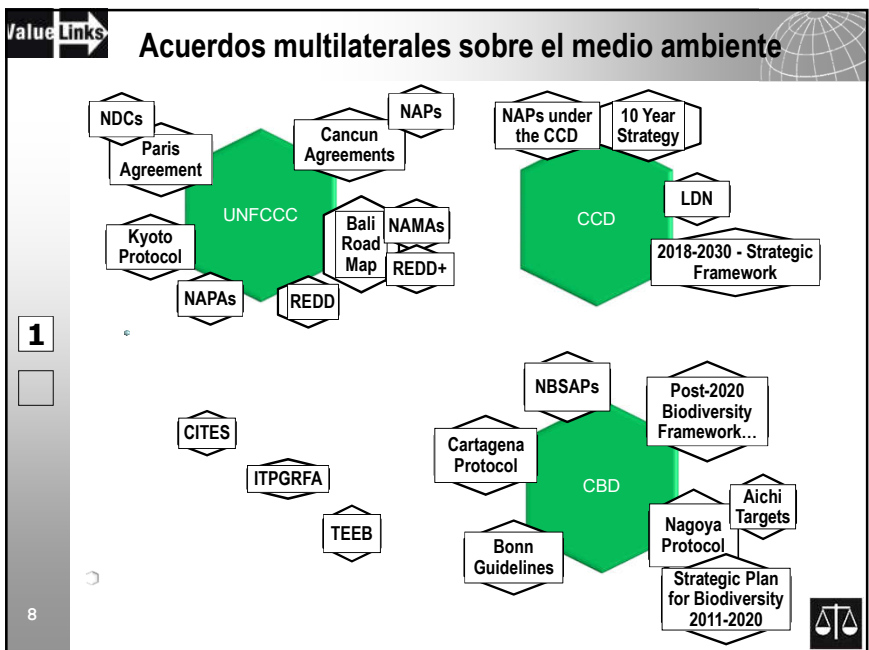 Value Links
Acuerdos multilaterales sobre el medio ambiente
NDCs
Paris
Agreement
Cancun
Agreements
NAPs
UNFCCC
Kyoto
Protocol
Bali
Road
Map
NAMAs
REDD+
NAPAs
REDD
NAPs under
the CCD
10 Year
Strategy
CCD
LDN
2018-2030 - Strategic
Framework
1
CITES
ITPGRFA
TEEB
NBSAPs
Post-2020
Biodiversity
Framework…
Cartagena
Protocol
CBD
Aichi
Targets
Nagoya
Protocol
Bonn
Guidelines
Strategic Plan
for Biodiversity
2011-2020
8